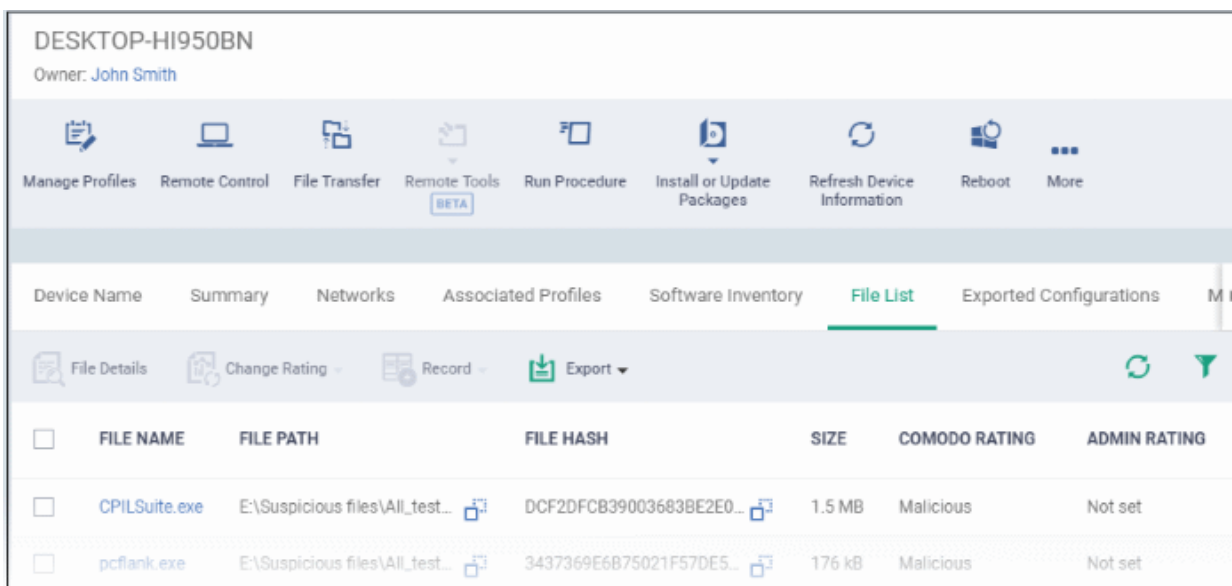 DESKTOP-HI950BN
Owner: John Smith
Manage Profiles Remote Control File Transfer Remote Tools Run Procedure Install or Update Refresh Device Reboot More
BETA Packages Information
Device Name Summary Networks Associated Profiles Software Inventory File List Exported Configurations
File Details Change Rating Record Export
FILE NAME FILE PATH FILE HASH SIZE COMODO RATING ADMIN RATING
CPILSuite.exe E:\Suspicious files\All_test... DCF2DFCB39003683BE2E0... 1.5 MB Malicious Not set
pcflank.exe E:\Suspicious files\All_test... 3437369E6B75021F57DE5... 176 kB Malicious Not set